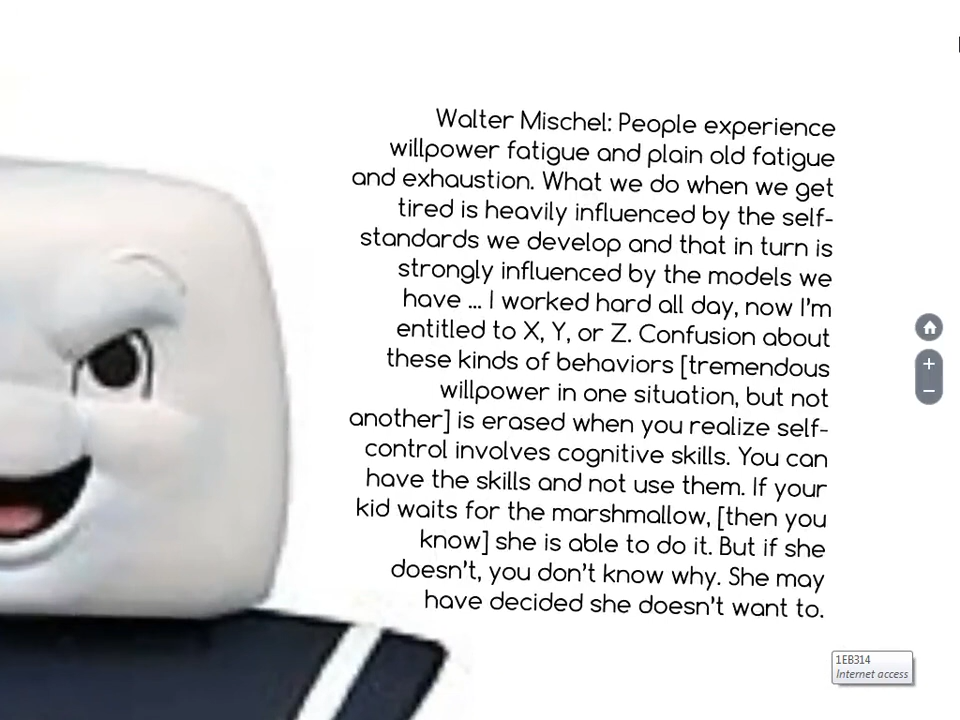 Walter Mischel: People experience
willpower fatigue and plain old fatigue
and exhaustion. What we do when we get
tired is heavily influenced by the self-
standards we develop and that in turn is
strongly influenced by the models we
have ... I worked hard all day, now I'm
entitled to X, Y, or Z. Confusion about
these kinds of behaviors [tremendous
willpower in one situation, but not
another] is erased when you realize self-
control involves cognitive skills. You can
have the skills and not use them. If your
kid waits for the marshmallow, [then you
know] she is able to do it. But if she
doesn't, you don't know why. She may
have decided she doesn't want to.
1EB314
Internet access